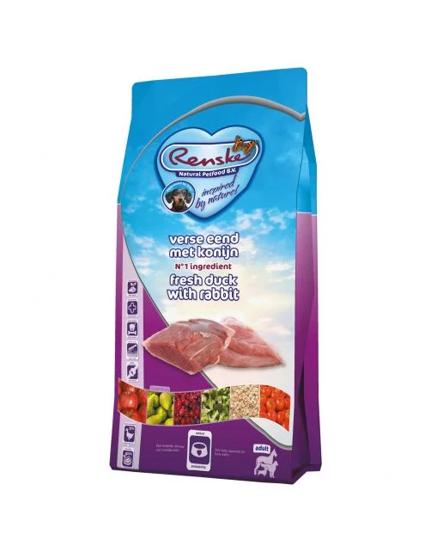 Renske
Natural Petfood B.V.
inspired
by nature!
verse eend
met konijn
N°1 ingredient
fresh duck
with rabbit
adult